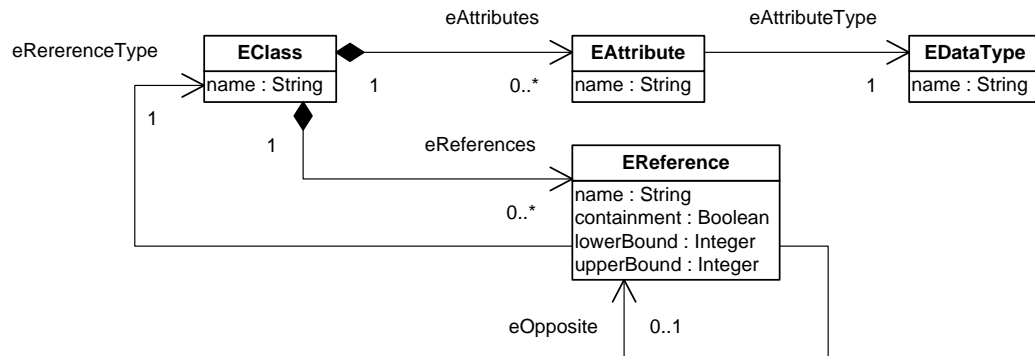 eAttributes
eAttributeType
eRererenceType
EClass
name : String
1
0..*
EAttribute
name : String
1
EDataType
name : String
1
1
eReferences
0..*
EReference
name : String
containment : Boolean
lowerBound : Integer
upperBound : Integer
eOpposite
0..1